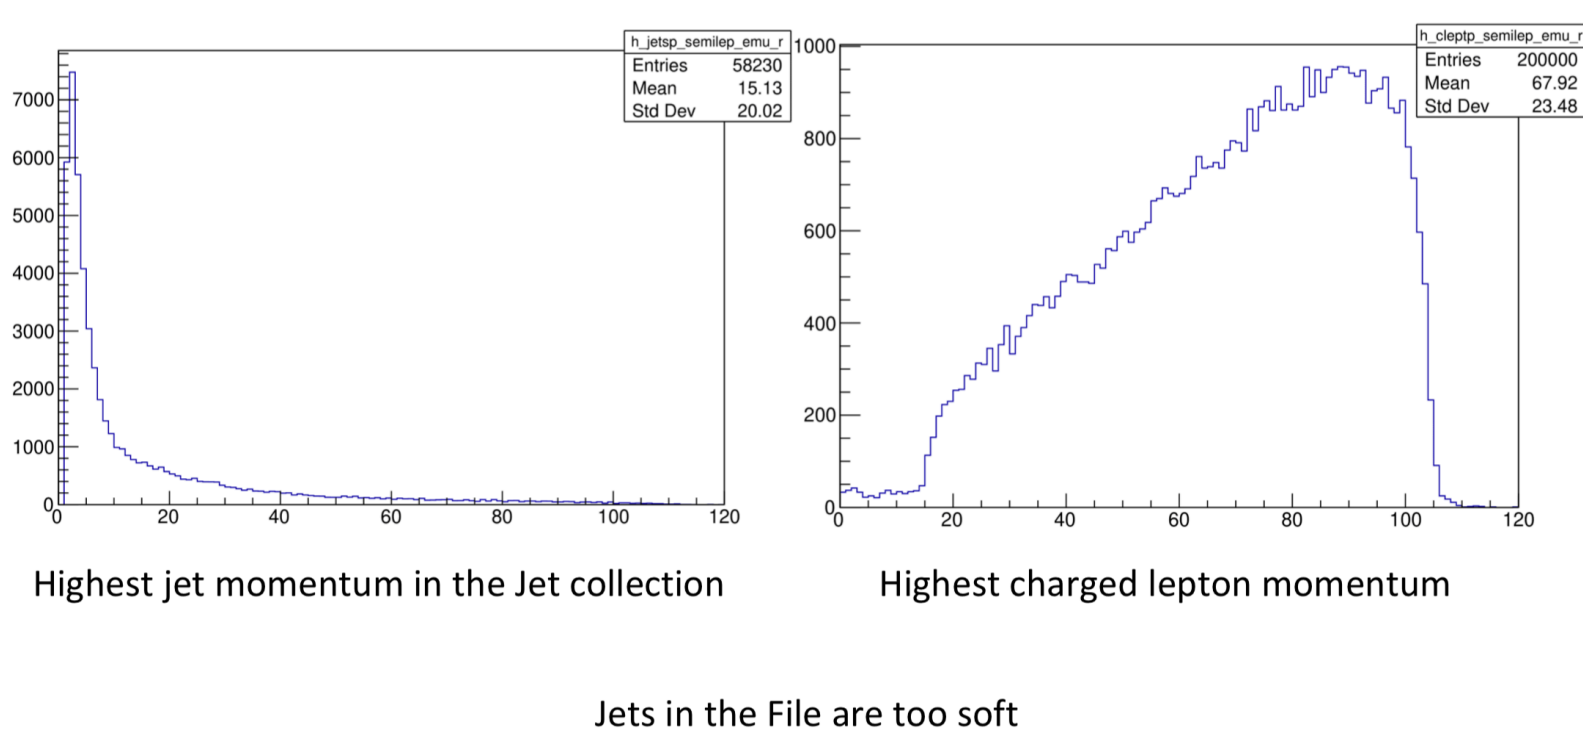 h_jetsp_semilep_emu_r
Entries 58230
Mean 15.13
Std Dev 20.02
7000
6000
5000
4000
3000
2000
1000
0
0 20 40 60 80 100 120
Highest jet momentum in the Jet collection
h_cleptp_semilep_emu_r
Entries 200000
Mean 67.92
Std Dev 23.48
1000
800
600
400
200
0
0 20 40 60 80 100 120
Highest charged lepton momentum
Jets in the File are too soft